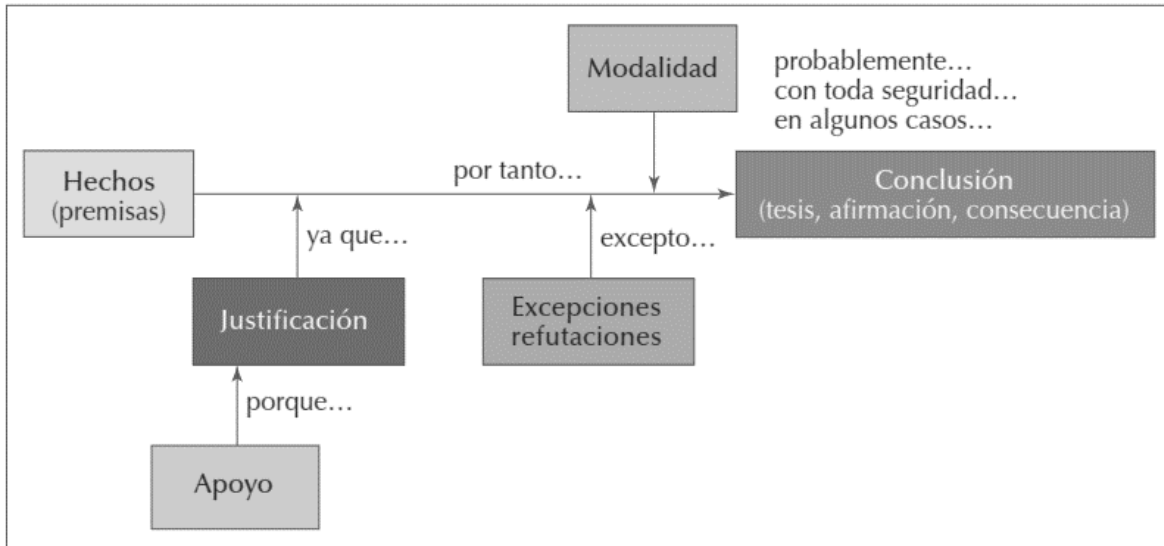 Modalidad
probablemente…
con toda seguridad…
en algunos casos…
Hechos
(premisas)
por tanto…
Conclusión
(tesis, afirmación, consecuencia)
ya que…
excepto…
Justificación
Excepciones
refutaciones
porque…
Apoyo